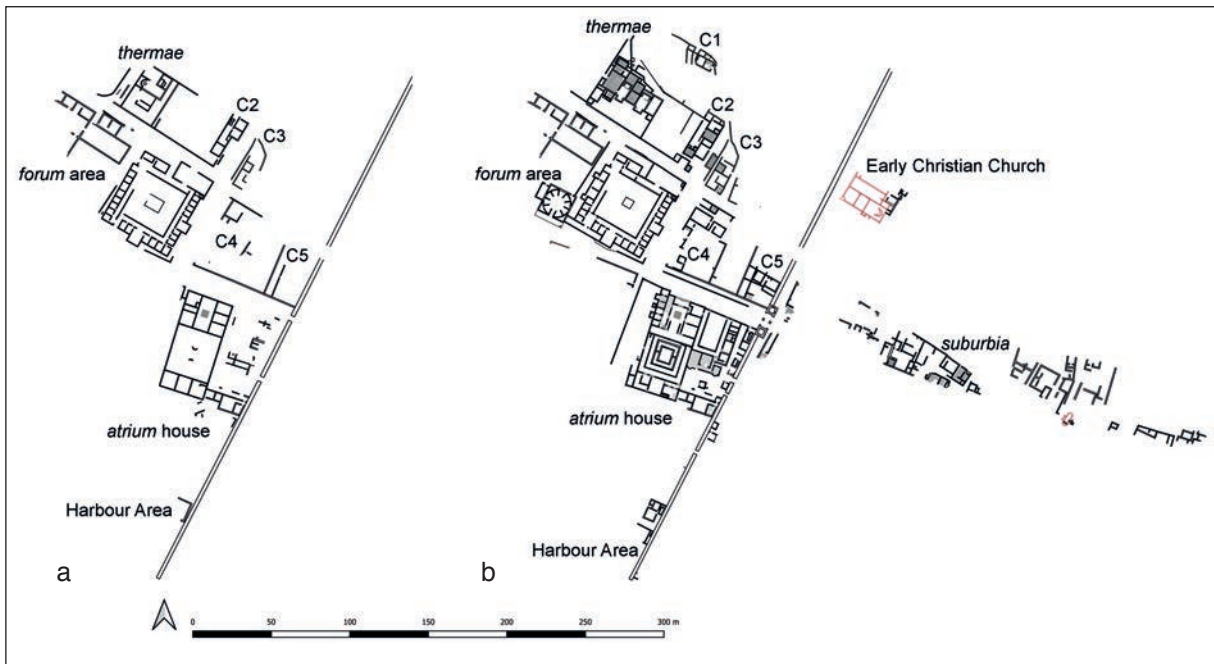 thermae
C2
C3
forum area
C4
C5
atrium house
Harbour Area
a
thermae
C1
C2
C3
Early Christian Church
forum area
C4
C5
suburbia
atrium house
Harbour Area
b
0 50 100 150 200 250 300 m